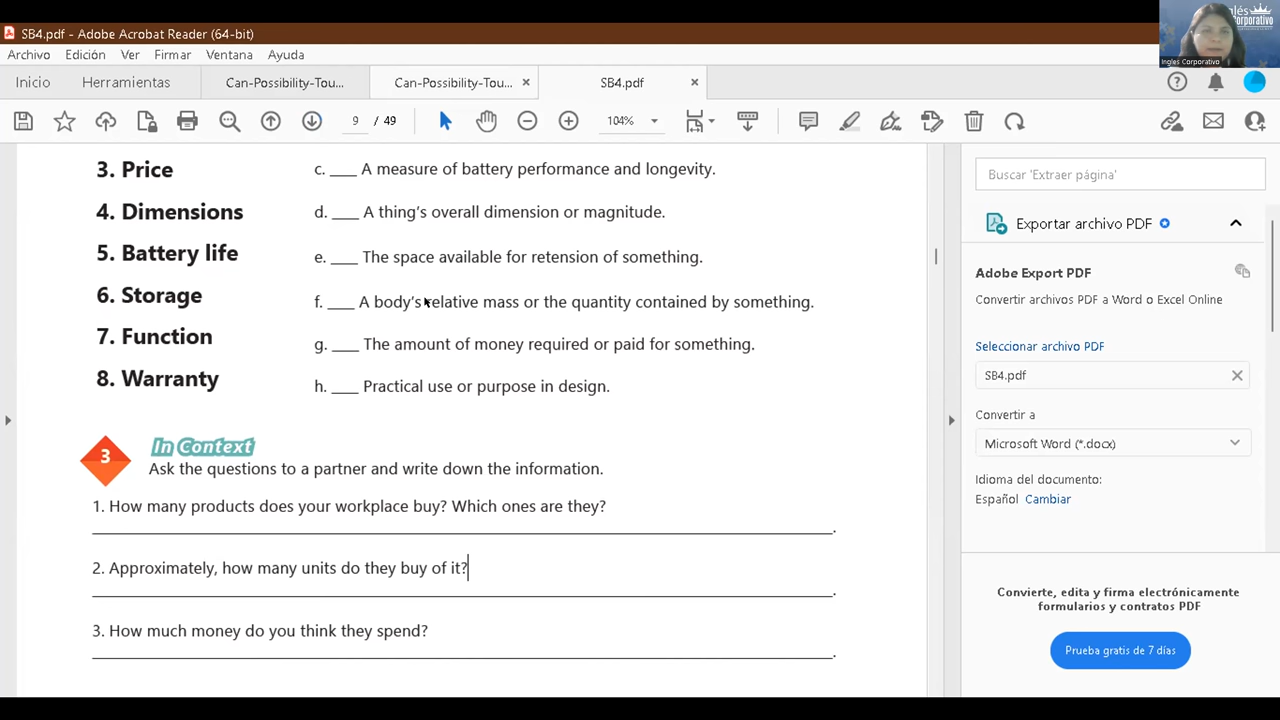 SB4.pdf - Adobe Acrobat Reader (64-bit)
Archivo Edición Ver Firmar Ventana Ayuda
Inicio Herramientas Can-Possibility-Tou... Can-Possibility-Tou... SB4.pdf
9 / 49 104%
Inglés Corporativo
3. Price
4. Dimensions
5. Battery life
6. Storage
7. Function
8. Warranty
c. ___ A measure of battery performance and longevity.
d. ___ A thing's overall dimension or magnitude.
e. ___ The space available for retension of something.
f. ___ A body's relative mass or the quantity contained by something.
g. ___ The amount of money required or paid for something.
h. ___ Practical use or purpose in design.
3 In Context
Ask the questions to a partner and write down the information.
1. How many products does your workplace buy? Which ones are they?
2. Approximately, how many units do they buy of it?
3. How much money do you think they spend?
Buscar 'Extraer página'
Exportar archivo PDF
Adobe Export PDF
Convertir archivos PDF a Word o Excel Online
Seleccionar archivo PDF
SB4.pdf
Convertir a
Microsoft Word (*.docx)
Idioma del documento:
Español Cambiar
Convierte, edita y firma electrónicamente
formularios y contratos PDF
Prueba gratis de 7 días